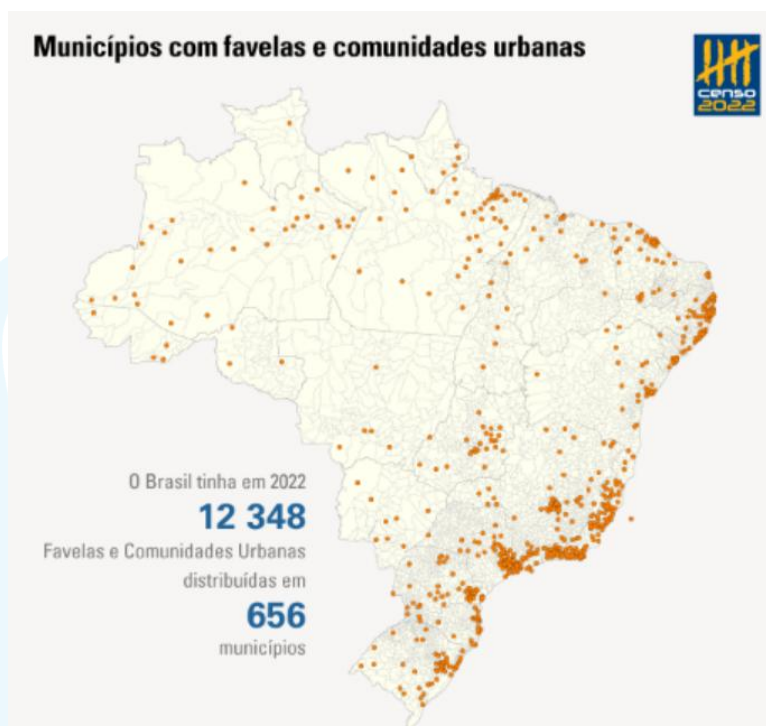 Municípios com favelas e comunidades urbanas
censo
2022
O Brasil tinha em 2022
12 348
Favelas e Comunidades Urbanas
distribuídas em
656
municípios